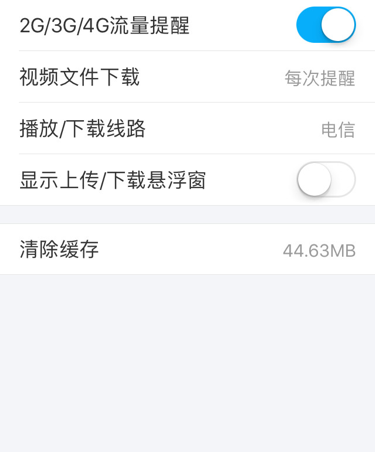 2G/3G/4G流量提醒
视频文件下载 每次提醒
播放/下载线路 电信
显示上传/下载悬浮窗
清除缓存 44.63MB